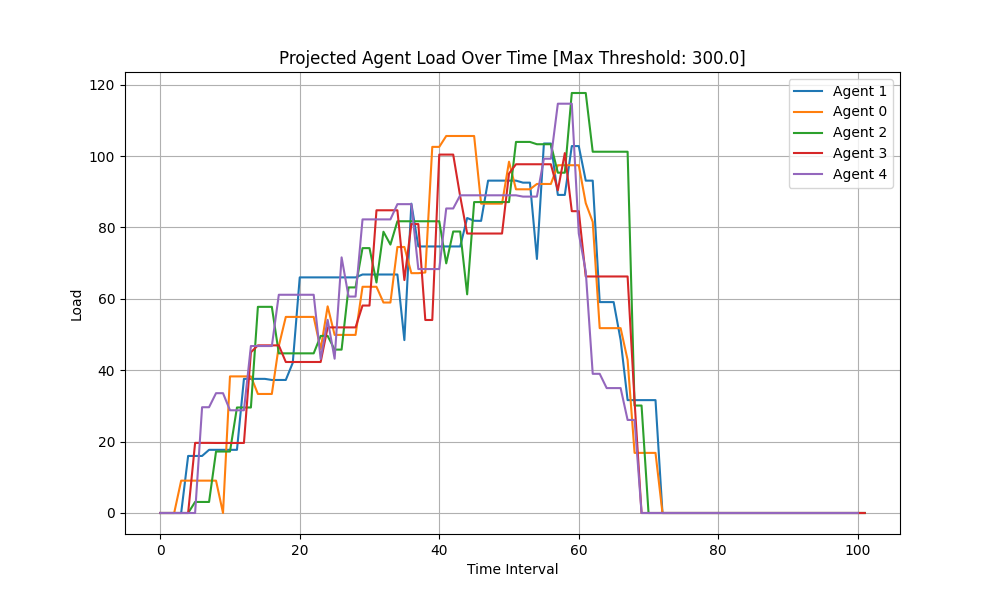 Projected Agent Load Over Time [Max Threshold: 300.0]
Load
120
100
80
60
40
20
0
0 20 40 60 80 100
Time Interval
Agent 1
Agent 0
Agent 2
Agent 3
Agent 4